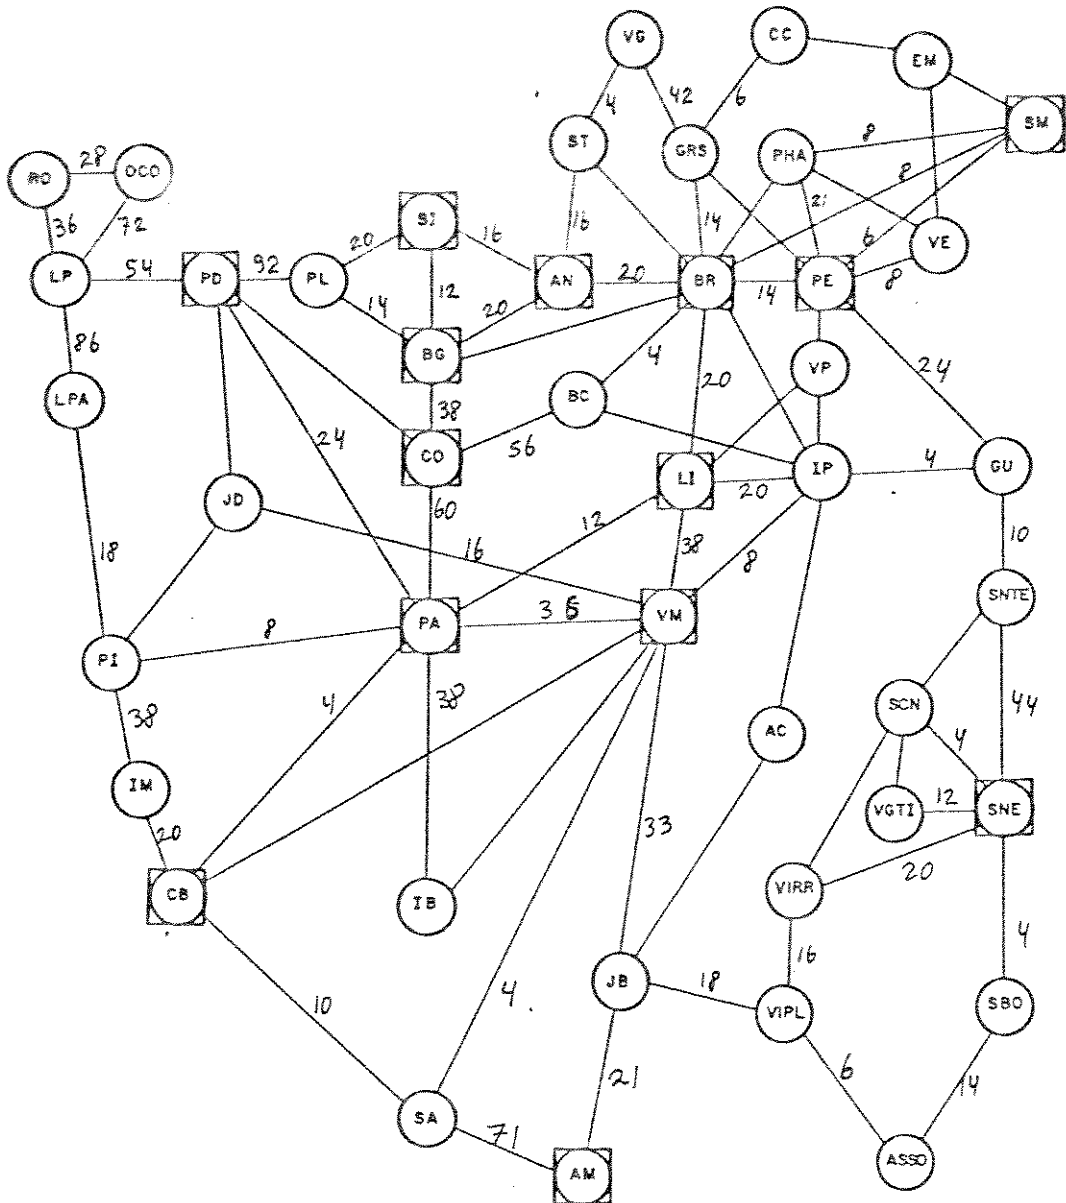 VG
CC
EM
4
42
6
SM
ST
GRS
PHA
8
RO
28
OCO
8
36
72
SI
16
14
21
20
16
6
VE
LP
54
PD
92
PL
AN
20
BR
14
PE
8
14
12
20
86
BG
4
VP
20
24
LPA
38
BC
24
CO
56
LI
20
IP
4
GU
JD
60
12
18
16
38
8
10
PA
VM
SNTE
8
PI
4
38
SCN
44
38
AC
4
IM
VGTI
12
SNE
20
33
20
CB
IB
VIRR
16
4
10
4
JB
18
VIPL
SBO
21
6
14
SA
71
AM
ASSO